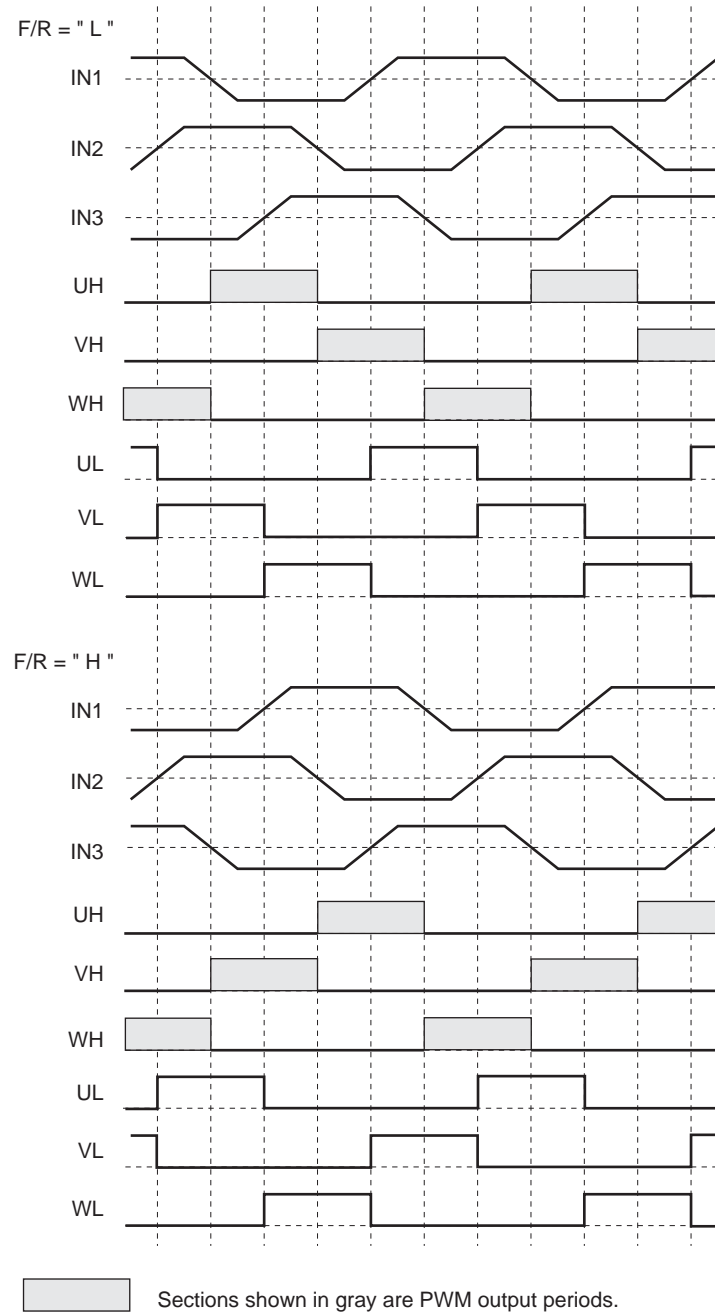 F/R = " L "
IN1
IN2
IN3
UH
VH
WH
UL
VL
WL
F/R = " H "
IN1
IN2
IN3
UH
VH
WH
UL
VL
WL
Sections shown in gray are PWM output periods.